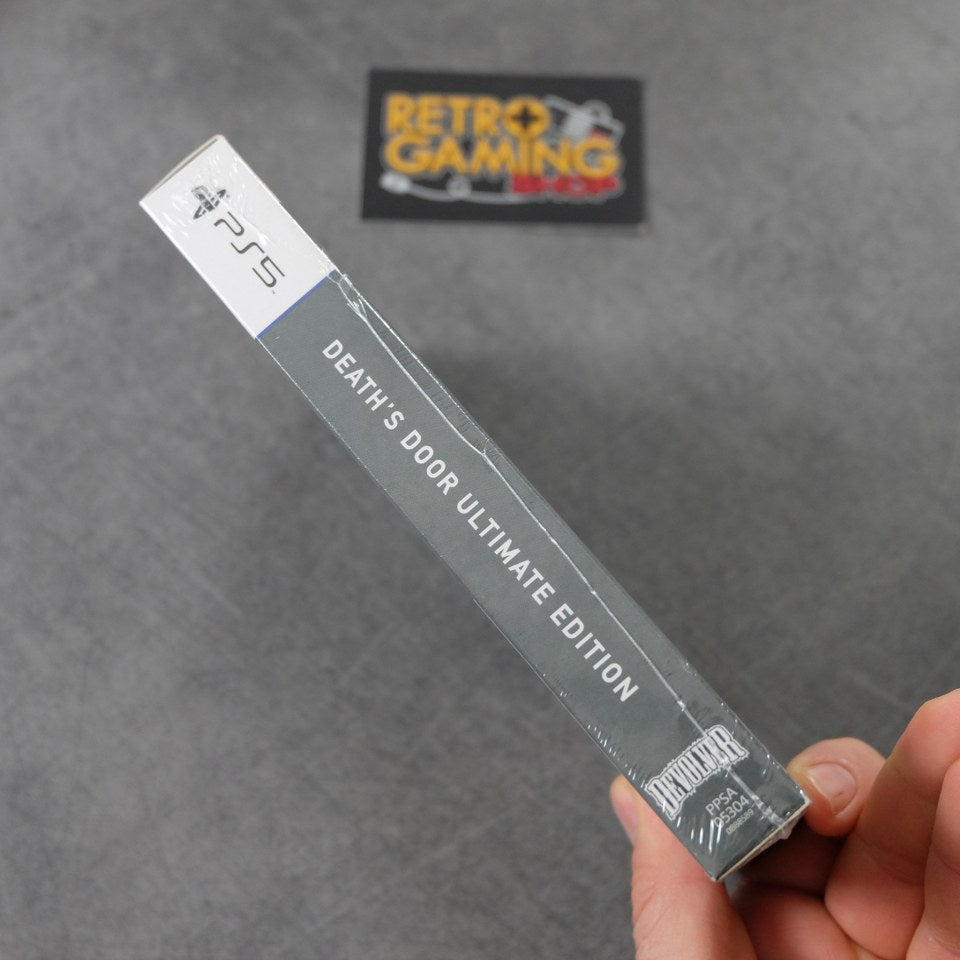 RETRO
GAMING
SHOP
PS5
DEATH'S DOOR ULTIMATE EDITION
DEVOLVER
PPSA
05304